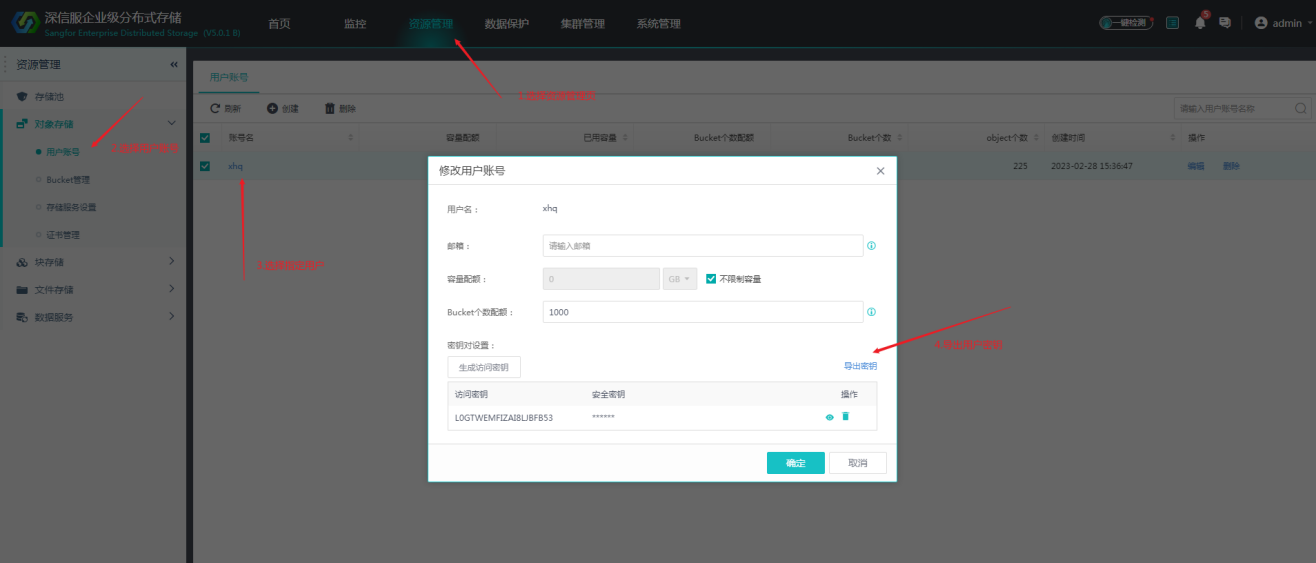 深信服企业级分布式存储
Sangfor Enterprise Distributed Storage (V5.0.1 B)
首页 监控 资源管理 数据保护 集群管理 系统管理
一键检测 5 admin
资源管理
存储池
对象存储
用户账号
Bucket管理
存储服务设置
证书管理
块存储
文件存储
数据服务
用户账号
刷新 创建 删除
请输入用户账号名称
账号名 容量配额 已用容量 Bucket个数配额 Bucket个数 object个数 创建时间 操作
xhq 225 2023-02-28 15:36:47 编辑 删除
修改用户账号
用户名： xhq
邮箱： 请输入邮箱
容量配额： 0 GB 不限制容量
Bucket个数配额： 1000
密钥对设置：
生成访问密钥 导出密钥
访问密钥 安全密钥 操作
L0GTWEMFIZAI8LJBFB53 ******
确定 取消